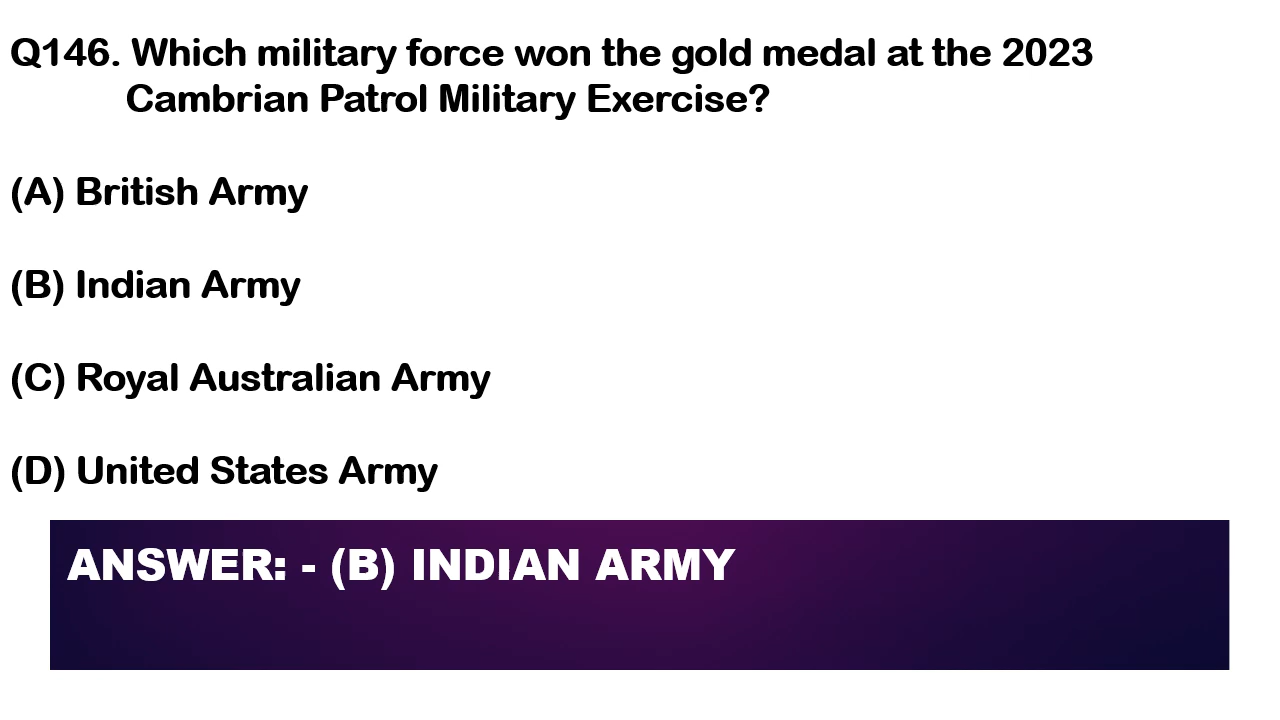 Q146. Which military force won the gold medal at the 2023
Cambrian Patrol Military Exercise?
(A) British Army
(B) Indian Army
(C) Royal Australian Army
(D) United States Army
ANSWER: - (B) INDIAN ARMY